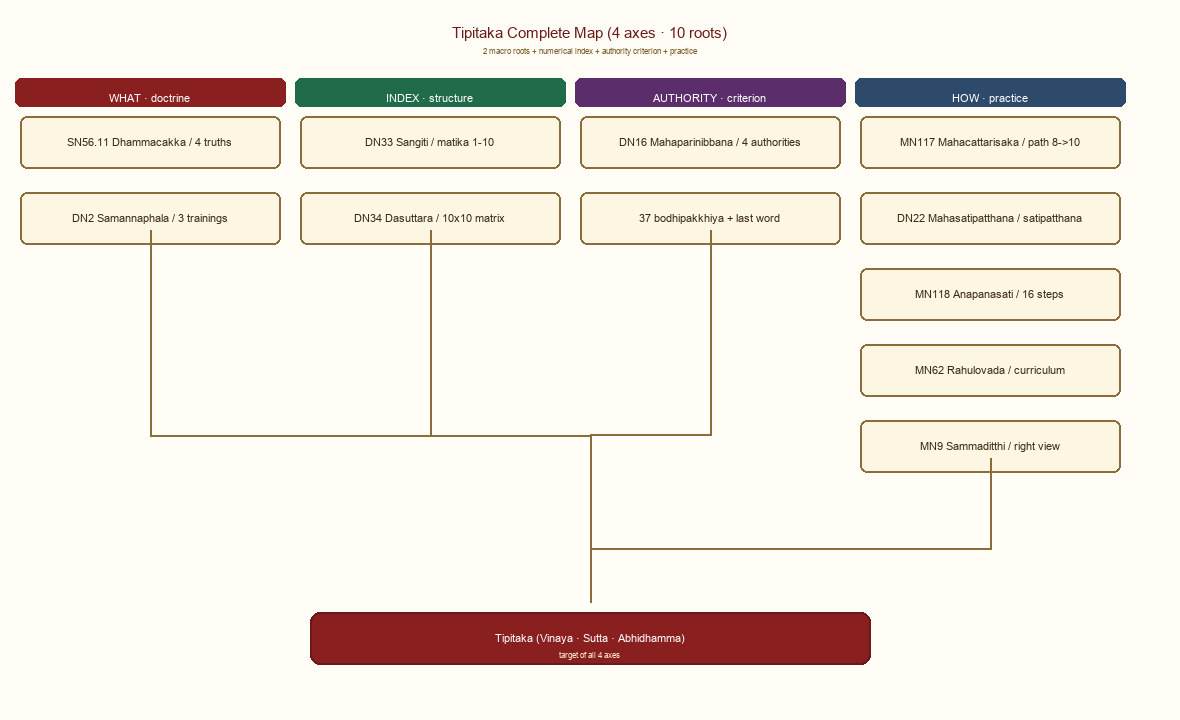 Tipitaka Complete Map (4 axes · 10 roots)
2 macro roots + numerical index + authority criterion + practice
WHAT · doctrine
SN56.11 Dhammacakka / 4 truths
DN2 Samannaphala / 3 trainings
INDEX · structure
DN33 Sangiti / matika 1-10
DN34 Dasuttara / 10x10 matrix
AUTHORITY · criterion
DN16 Mahaparinibbana / 4 authorities
37 bodhipakkhiya + last word
HOW · practice
MN117 Mahacattarisaka / path 8->10
DN22 Mahasatipatthana / satipatthana
MN118 Anapanasati / 16 steps
MN62 Rahulovada / curriculum
MN9 Sammaditthi / right view
Tipitaka (Vinaya · Sutta · Abhidhamma)
target of all 4 axes